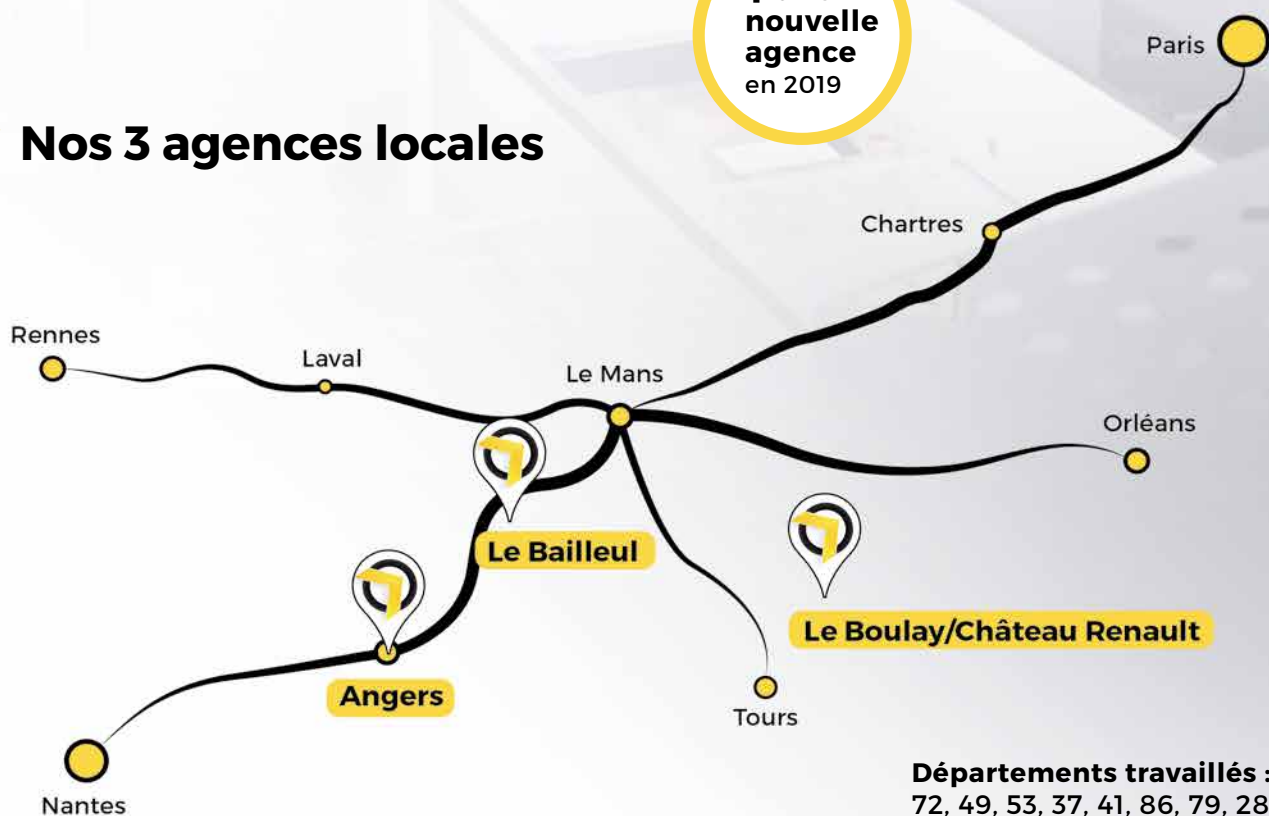 nouvelle
agence
en 2019
Paris
Nos 3 agences locales
Chartres
Rennes
Laval
Le Mans
Orléans
Le Bailleul
Le Boulay/Château Renault
Angers
Tours
Départements travaillés :
72, 49, 53, 37, 41, 86, 79, 28
Nantes